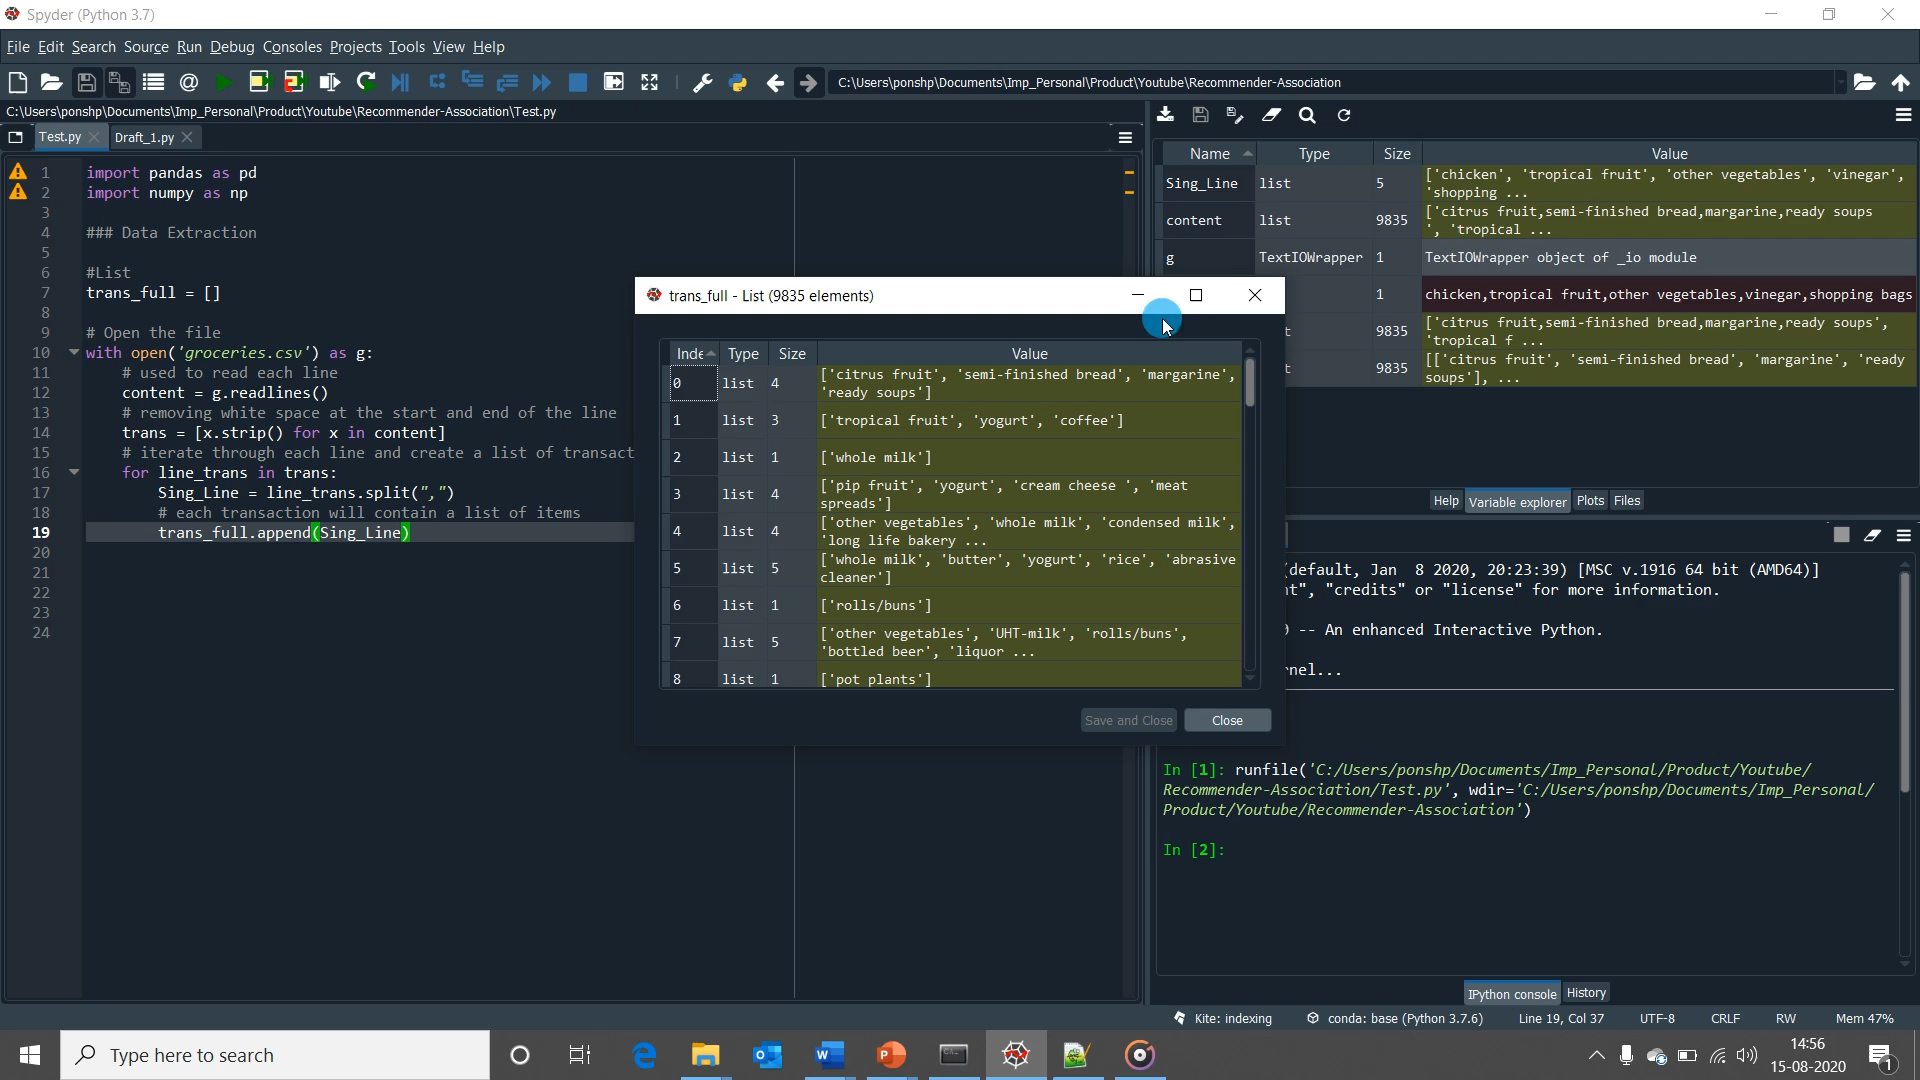 Spyder (Python 3.7)
File Edit Search Source Run Debug Consoles Projects Tools View Help
C:\Users\ponshp\Documents\Imp_Personal\Product\Youtube\Recommender-Association
C:\Users\ponshp\Documents\Imp_Personal\Product\Youtube\Recommender-Association\Test.py
Test.py Draft_1.py
1 import pandas as pd
2 import numpy as np
3
4 ### Data Extraction
5
6 #List
7 trans_full = []
8
9 # Open the file
10 with open('groceries.csv') as g:
11 # used to read each line
12 content = g.readlines()
13 # removing white space at the start and end of the line
14 trans = [x.strip() for x in content]
15 # iterate through each line and create a list of transact
16 for line_trans in trans:
17 Sing_Line = line_trans.split(",")
18 # each transaction will contain a list of items
19 trans_full.append(Sing_Line)
20
21
22
23
24
trans_full - List (9835 elements)
Inde Type Size Value
0 list 4 ['citrus fruit', 'semi-finished bread', 'margarine',
'ready soups']
1 list 3 ['tropical fruit', 'yogurt', 'coffee']
2 list 1 ['whole milk']
3 list 4 ['pip fruit', 'yogurt', 'cream cheese ', 'meat
spreads']
4 list 4 ['other vegetables', 'whole milk', 'condensed milk',
'long life bakery ...
5 list 5 ['whole milk', 'butter', 'yogurt', 'rice', 'abrasive
cleaner']
6 list 1 ['rolls/buns']
7 list 5 ['other vegetables', 'UHT-milk', 'rolls/buns',
'bottled beer', 'liquor ...
8 list 1 ['pot plants']
Save and Close Close
Name Type Size Value
Sing_Line list 5 ['chicken', 'tropical fruit', 'other vegetables', 'vinegar',
'shopping ...
content list 9835 ['citrus fruit,semi-finished bread,margarine,ready soups
', 'tropical ...
g TextIOWrapper 1 TextIOWrapper object of _io module
1 chicken,tropical fruit,other vegetables,vinegar,shopping bags
t 9835 ['citrus fruit,semi-finished bread,margarine,ready soups',
'tropical f ...
t 9835 [['citrus fruit', 'semi-finished bread', 'margarine', 'ready
soups'], ...
Help Variable explorer Plots Files
(default, Jan 8 2020, 20:23:39) [MSC v.1916 64 bit (AMD64)]
t", "credits" or "license" for more information.
-- An enhanced Interactive Python.
nel...
In [1]: runfile('C:/Users/ponshp/Documents/Imp_Personal/Product/Youtube/
Recommender-Association/Test.py', wdir='C:/Users/ponshp/Documents/Imp_Personal/
Product/Youtube/Recommender-Association')
In [2]:
IPython console History
Kite: indexing conda: base (Python 3.7.6) Line 19, Col 37 UTF-8 CRLF RW Mem 47%
Type here to search
14:56
15-08-2020
1